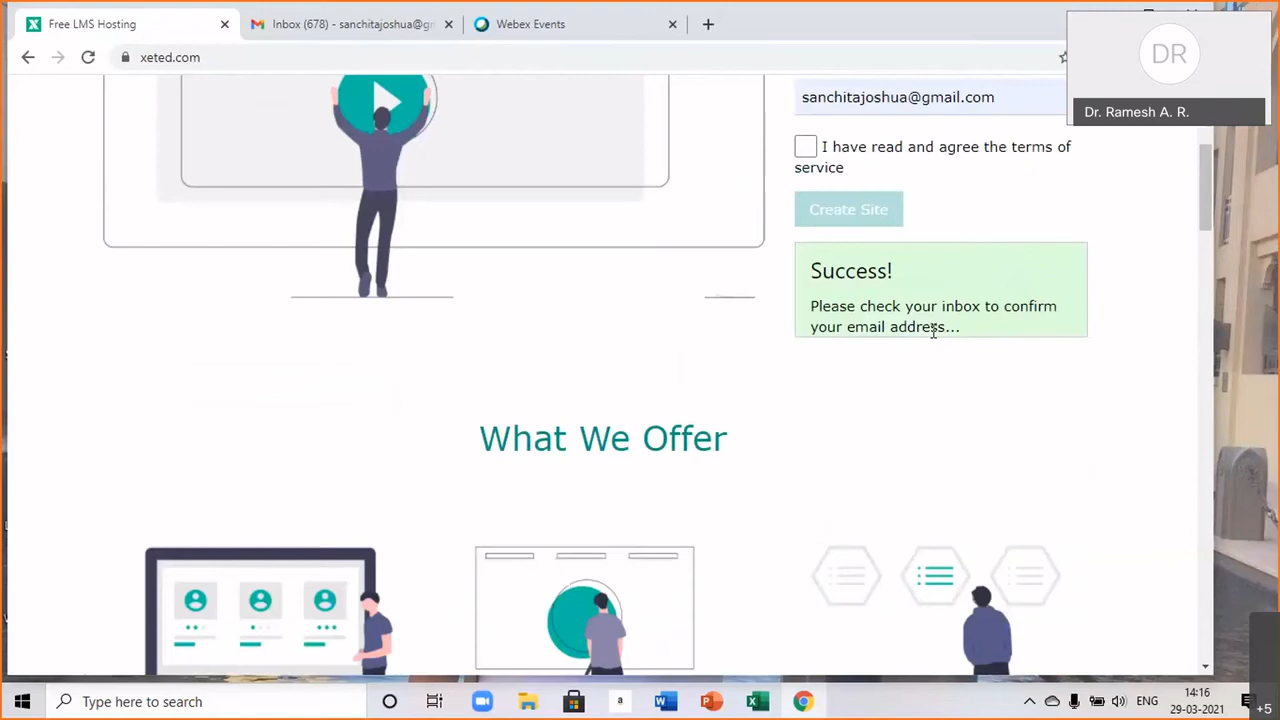 Free LMS Hosting
Inbox (678) - sanchitajoshua@gm
Webex Events
xeted.com
DR
Dr. Ramesh A. R.
sanchitajoshua@gmail.com
I have read and agree the terms of
service
Create Site
Success!
Please check your inbox to confirm
your email address...
What We Offer
Type here to search
a
ENG
14:16
29-03-2021
+5